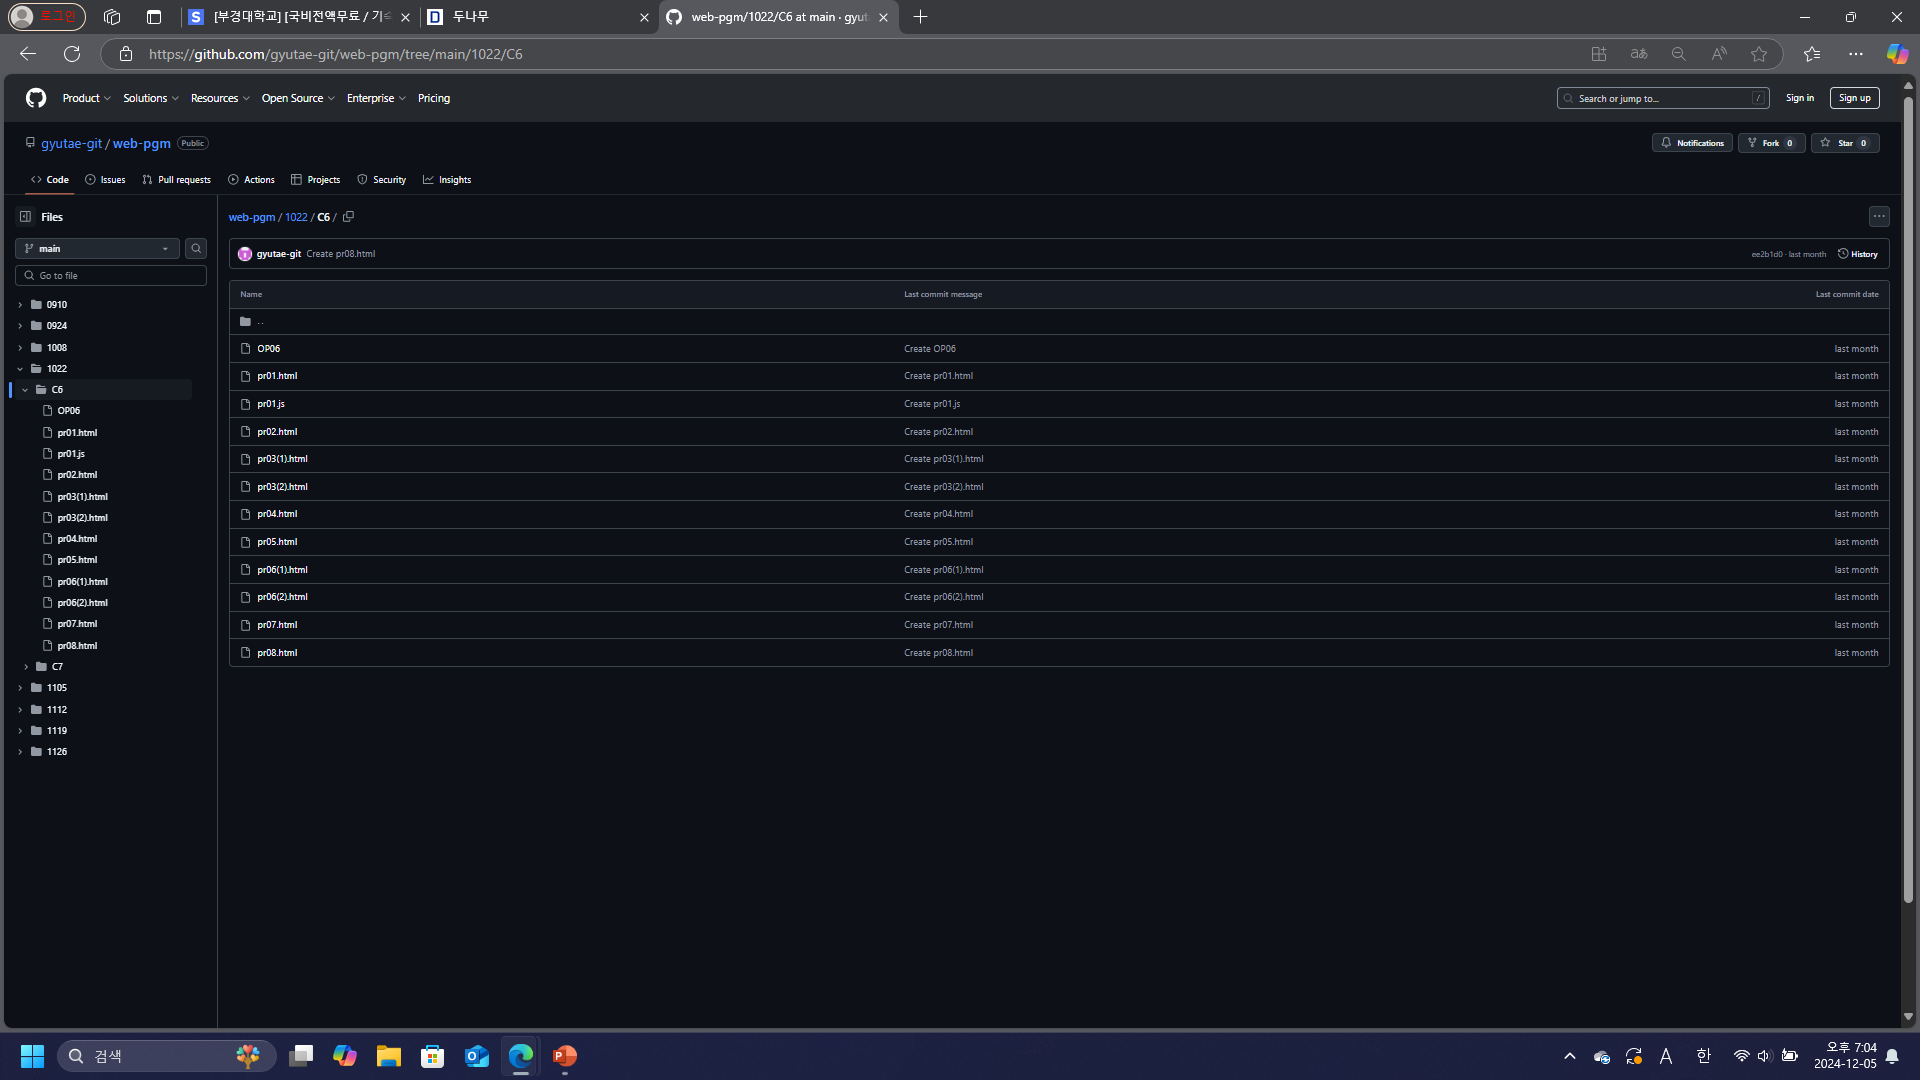 로그인
[부경대학교] [국비전액무료 / 기숙
두나무
web-pgm/1022/C6 at main · gyuta
https://github.com/gyutae-git/web-pgm/tree/main/1022/C6
Product
Solutions
Resources
Open Source
Enterprise
Pricing
Search or jump to...
/
Sign in
Sign up
gyutae-git / web-pgm
Public
Notifications
Fork 0
Star 0
Code
Issues
Pull requests
Actions
Projects
Security
Insights
Files
main
Go to file
0910
0924
1008
1022
C6
OP06
pr01.html
pr01.js
pr02.html
pr03(1).html
pr03(2).html
pr04.html
pr05.html
pr06(1).html
pr06(2).html
pr07.html
pr08.html
C7
1105
1112
1119
1126
web-pgm / 1022 / C6 /
gyutae-git Create pr08.html
ee2b1d0 · last month
History
Name Last commit message Last commit date
..
OP06 Create OP06 last month
pr01.html Create pr01.html last month
pr01.js Create pr01.js last month
pr02.html Create pr02.html last month
pr03(1).html Create pr03(1).html last month
pr03(2).html Create pr03(2).html last month
pr04.html Create pr04.html last month
pr05.html Create pr05.html last month
pr06(1).html Create pr06(1).html last month
pr06(2).html Create pr06(2).html last month
pr07.html Create pr07.html last month
pr08.html Create pr08.html last month
검색
A
한
오후 7:04
2024-12-05